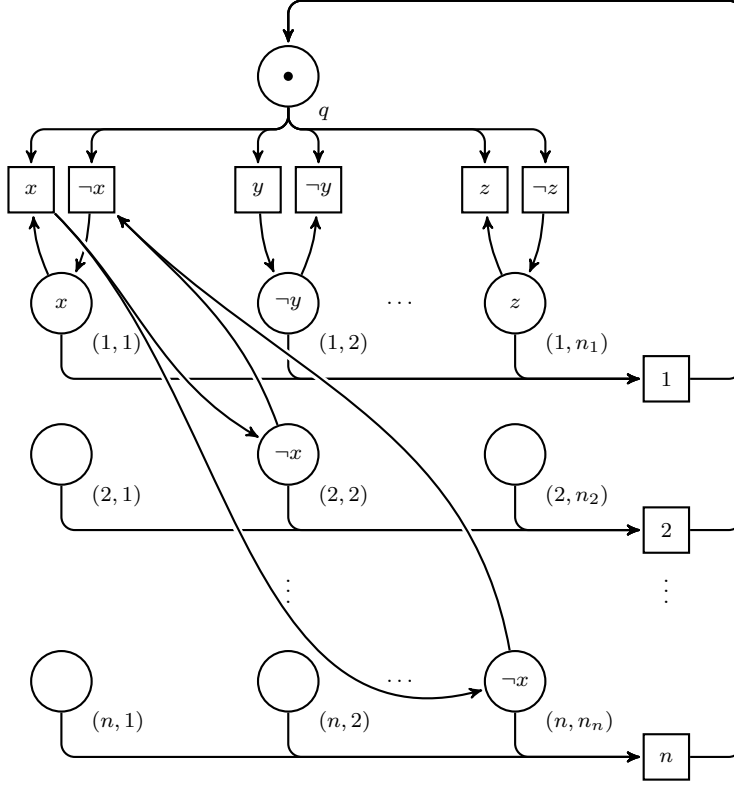 q
x ¬x y ¬y z ¬z
x ¬y ... z
(1, 1) (1, 2) (1, n₁) 1
¬x
(2, 1) (2, 2) (2, n₂) 2
⋮ ⋮
... ¬x
(n, 1) (n, 2) (n, nₙ) n